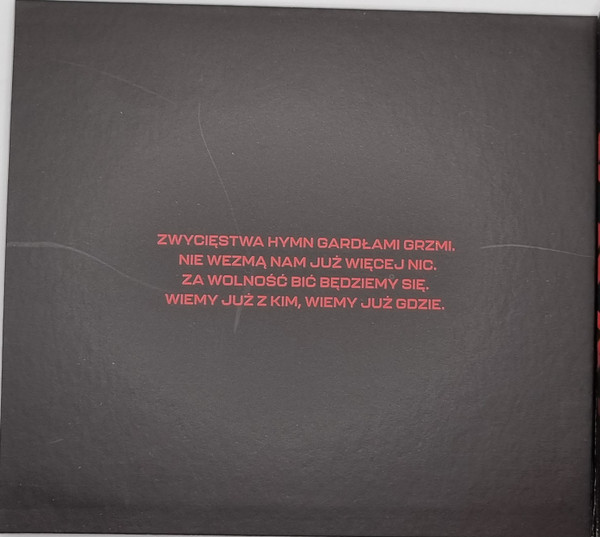 ZWYCIĘSTWA HYMN GARDŁAMI GRZMI.
NIE WEZMĄ NAM JUŻ WIĘCEJ NIC.
ZA WOLNOŚĆ BIĆ BĘDZIEMY SIĘ.
WIEMY JUŻ Z KIM, WIEMY JUŻ GDZIE.